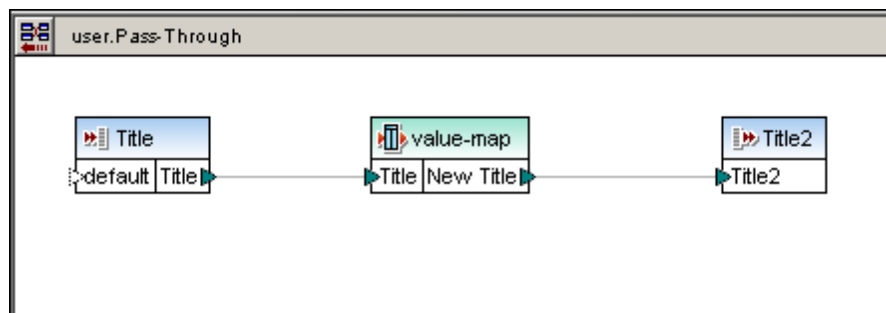 user.Pass-Through
Title value-map Title2
default Title Title New Title Title2